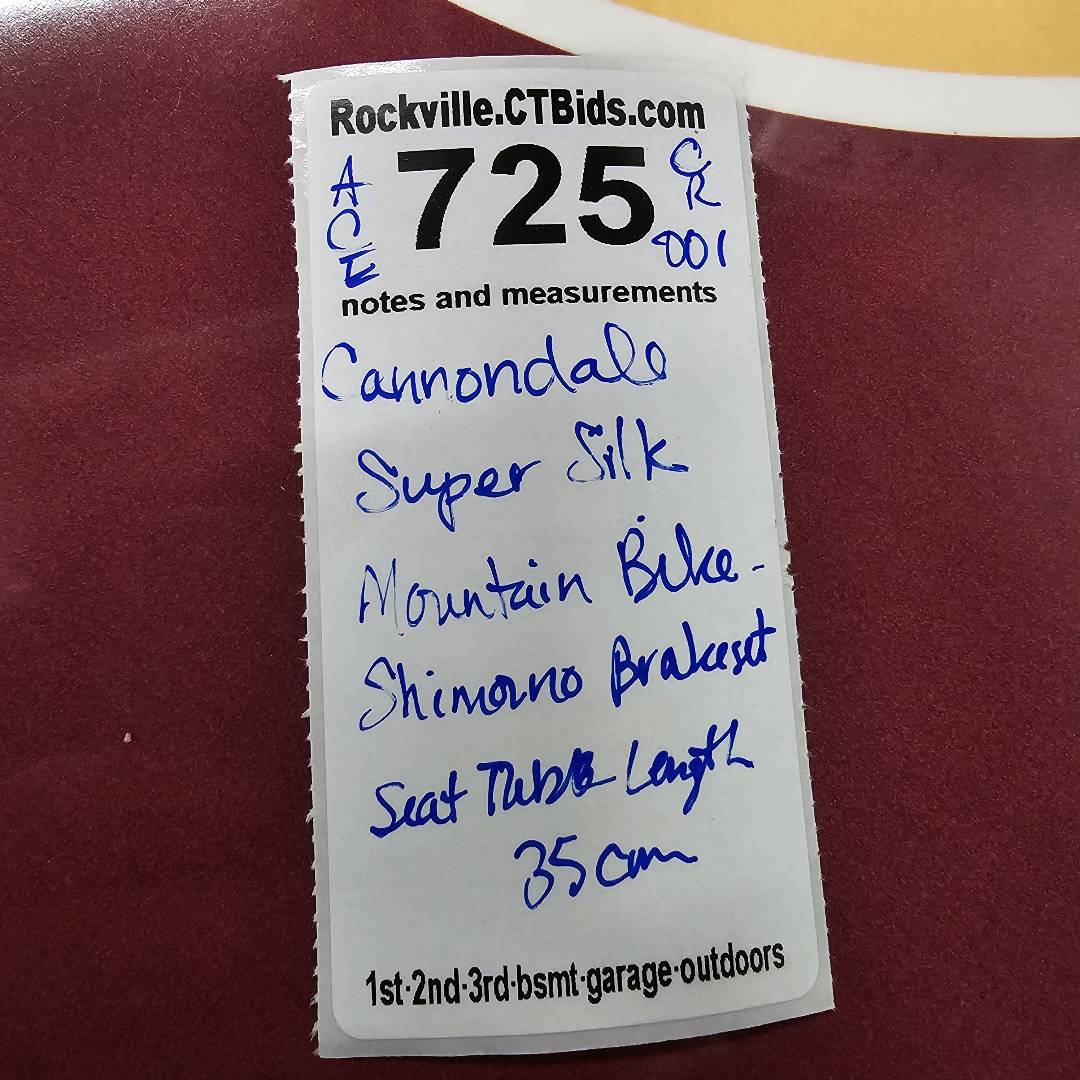 Rockville.CTBids.com
ACE 725 CR
001
notes and measurements
Cannondale
Super Silk
Mountain Bike -
Shimano Brakeset
Seat Tube Length
35cm
1st·2nd·3rd·bsmt·garage·outdoors